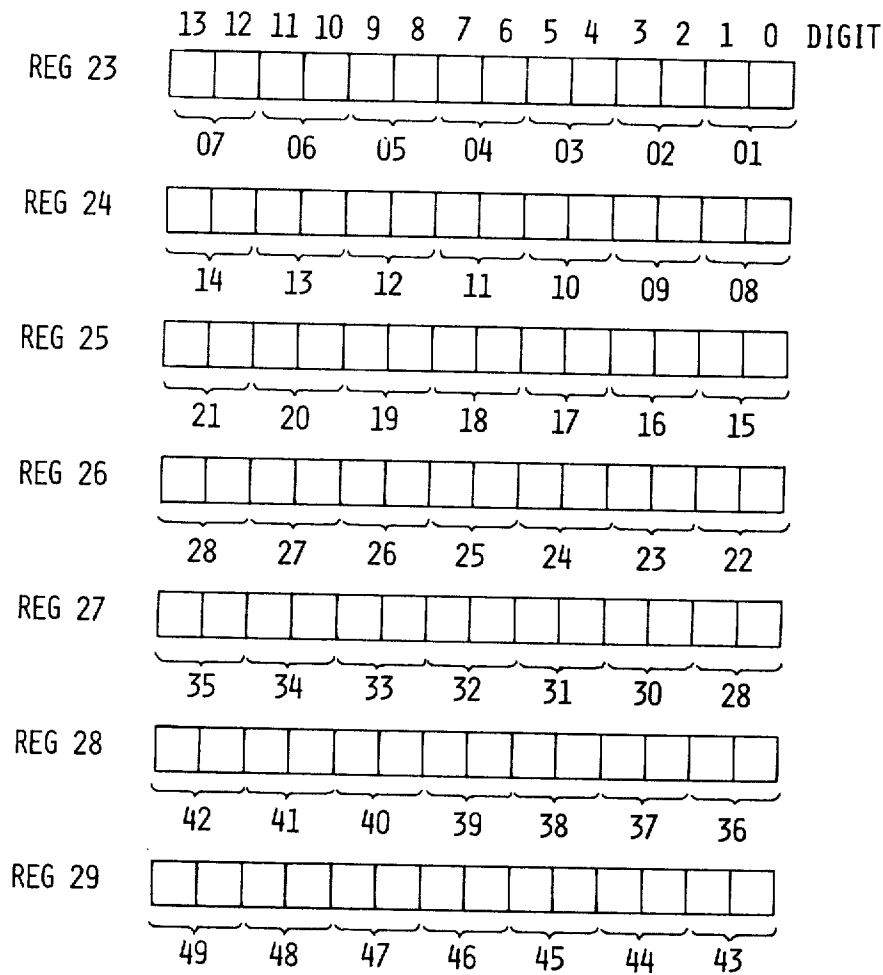 13 12 11 10 9 8 7 6 5 4 3 2 1 0 DIGIT
REG 23
07 06 05 04 03 02 01
REG 24
14 13 12 11 10 09 08
REG 25
21 20 19 18 17 16 15
REG 26
28 27 26 25 24 23 22
REG 27
35 34 33 32 31 30 28
REG 28
42 41 40 39 38 37 36
REG 29
49 48 47 46 45 44 43